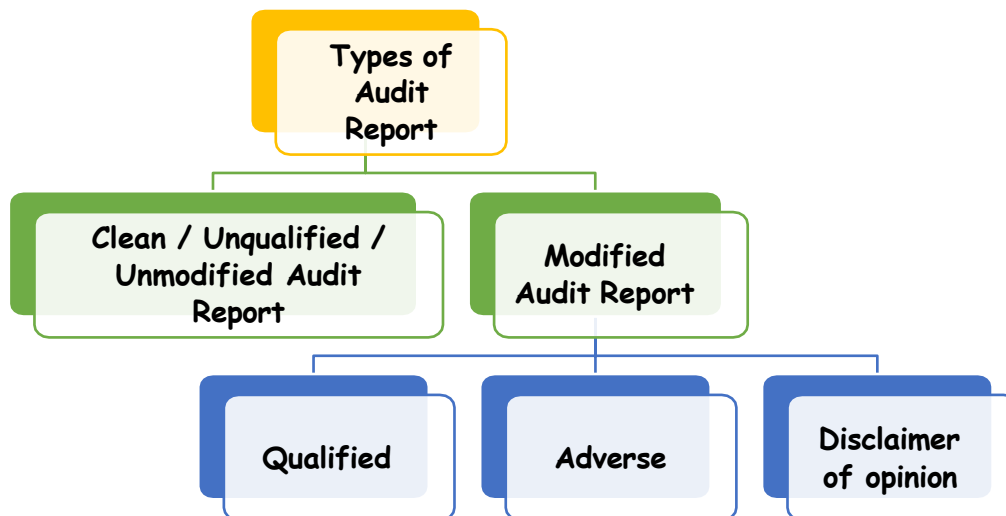 Types of
Audit
Report
Clean / Unqualified /
Unmodified Audit
Report
Modified
Audit Report
Qualified
Adverse
Disclaimer
of opinion